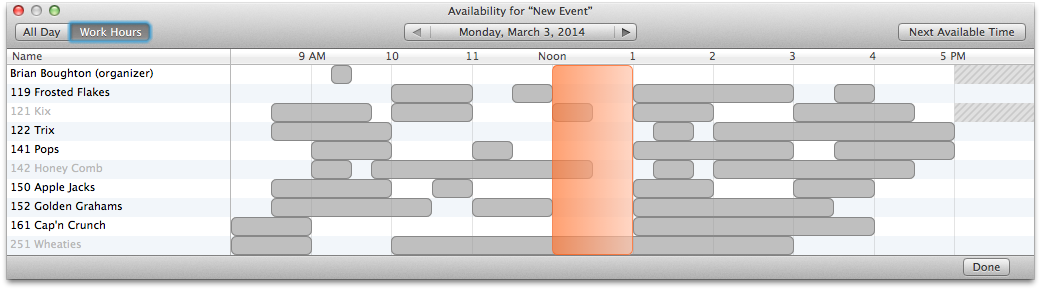 Availability for “New Event”
All Day Work Hours Monday, March 3, 2014 Next Available Time
Name 9 AM 10 11 Noon 1 2 3 4 5 PM
Brian Boughton (organizer)
119 Frosted Flakes
121 Kix
122 Trix
141 Pops
142 Honey Comb
150 Apple Jacks
152 Golden Grahams
161 Cap'n Crunch
251 Wheaties
Done